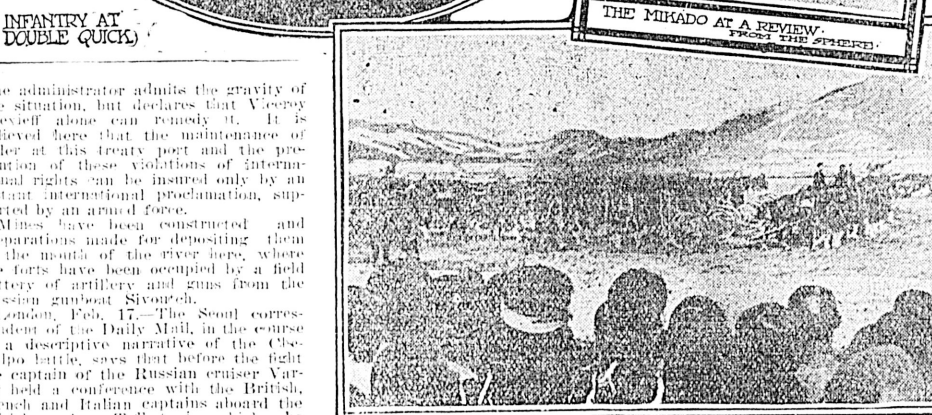 INFANTRY AT
DOUBLE QUICK)
THE MIKADO AT A REVIEW.
FROM THE SPHERE.
e administrator admits the gravity of
e situation, but declares that Viceroy
exieff alone can remedy it. It is
lieved here that the maintenance of
der at this treaty port and the pre-
ntion of these violations of interna-
nal rights can be insured only by an
tant international proclamation, sup-
rted by an armed force.
Mines have been constructed and
eparations made for depositing them
the mouth of the river here, where
e forts have been occupied by a field
ttery of artillery and guns from the
ssian gunboat Sivoutch.
London, Feb. 17.—The Seoul corres-
ndent of the Daily Mail, in the course
a descriptive narrative of the Che-
lpo battle, says that before the fight
e captain of the Russian cruiser Var-
held a conference with the British,
ench and Italian captains aboard the